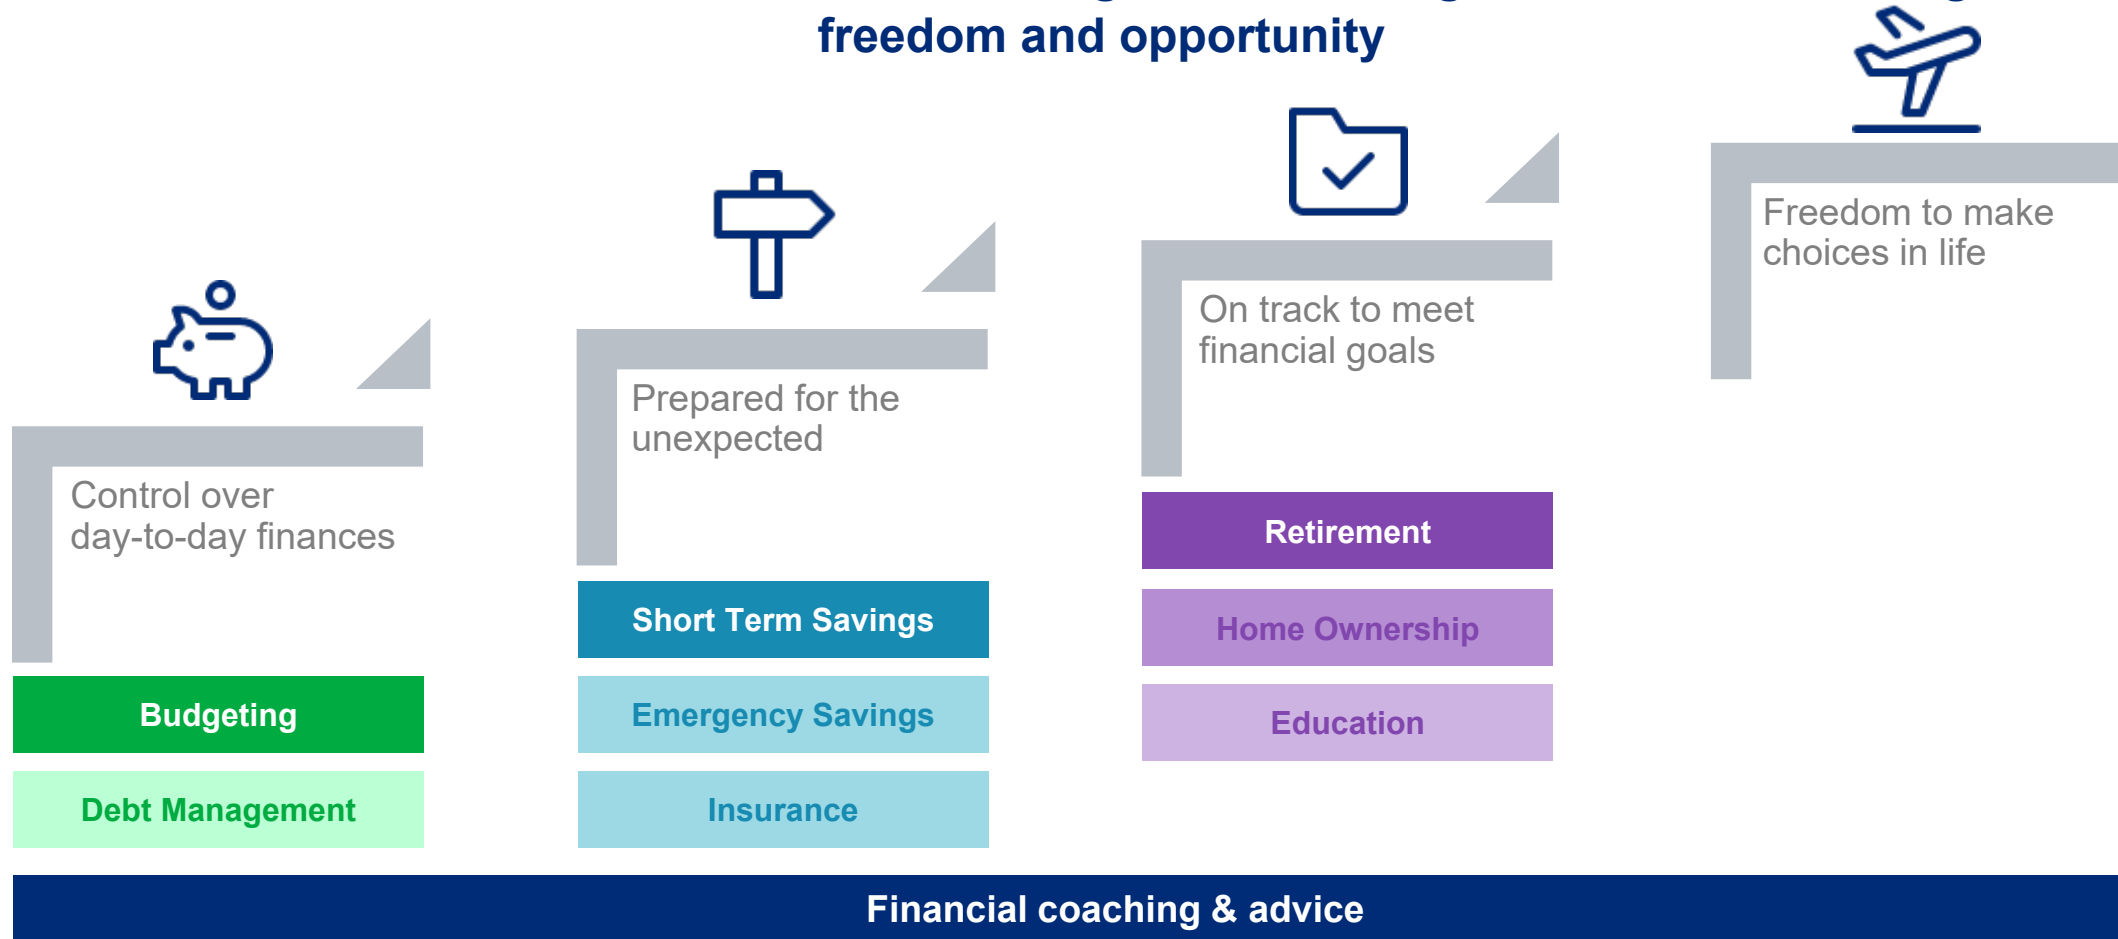 freedom and opportunity
Freedom to make
choices in life
On track to meet
financial goals
Prepared for the
unexpected
Control over
day-to-day finances
Retirement
Home Ownership
Education
Short Term Savings
Emergency Savings
Insurance
Budgeting
Debt Management
Financial coaching & advice